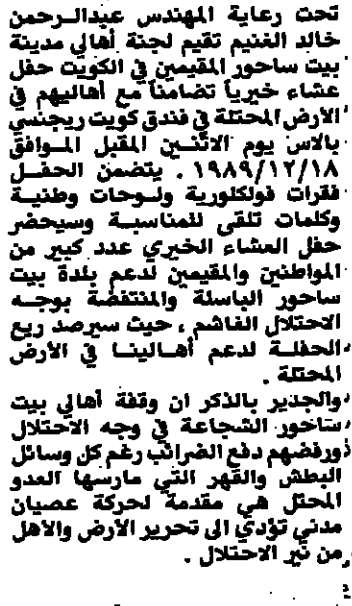 تحت رعاية المهندس عبدالرحمن
خالد الغنيم تقيم لجنة أهالي مدينة
بيت ساحور المقيمين في الكويت حفل
عشاء خيرياً تضامناً مع أهاليهم في
الأرض المحتلة في فندق كويت ريجنسي
بالاس يوم الاثنين المقبل الموافق
١٩٨٩/١٢/١٨ . يتضمن الحفل
فقرات فولكلورية ولوحات وطنية
وكلمات تلقى للمناسبة وسيحضر
حفل العشاء الخيري عدد كبير من
المواطنين والمقيمين لدعم بلدة بيت
ساحور الباسلة والمنتفضة بوجه
الاحتلال الغاشم ، حيث سيرصد ريع
الحفلة لدعم أهالينا في الأرض
المحتلة .
والجدير بالذكر ان وقفة أهالي بيت
ساحور الشجاعة في وجه الاحتلال
ورفضهم دفع الضرائب رغم كل وسائل
البطش والقهر التي مارسها العدو
المحتل هي مقدمة لحركة عصيان
مدني تؤدي الى تحرير الأرض والأهل
من نير الاحتلال .